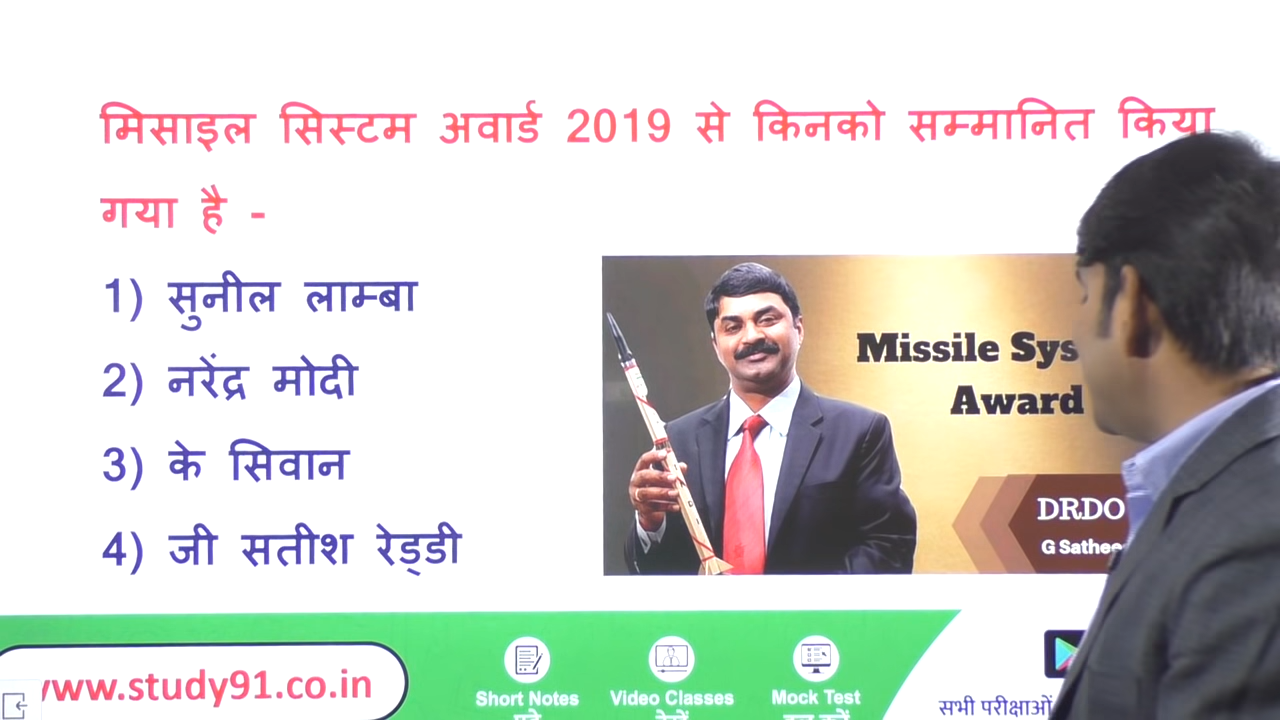 मिसाइल सिस्टम अवार्ड 2019 से किनको सम्मानित किया
गया है -
1) सुनील लाम्बा
2) नरेंद्र मोदी
3) के सिवान
4) जी सतीश रेड्डी
Missile Sys
Award
DRDO
G Sathee
www.study91.co.in
Short Notes
Video Classes
Mock Test
सभी परीक्षाओं